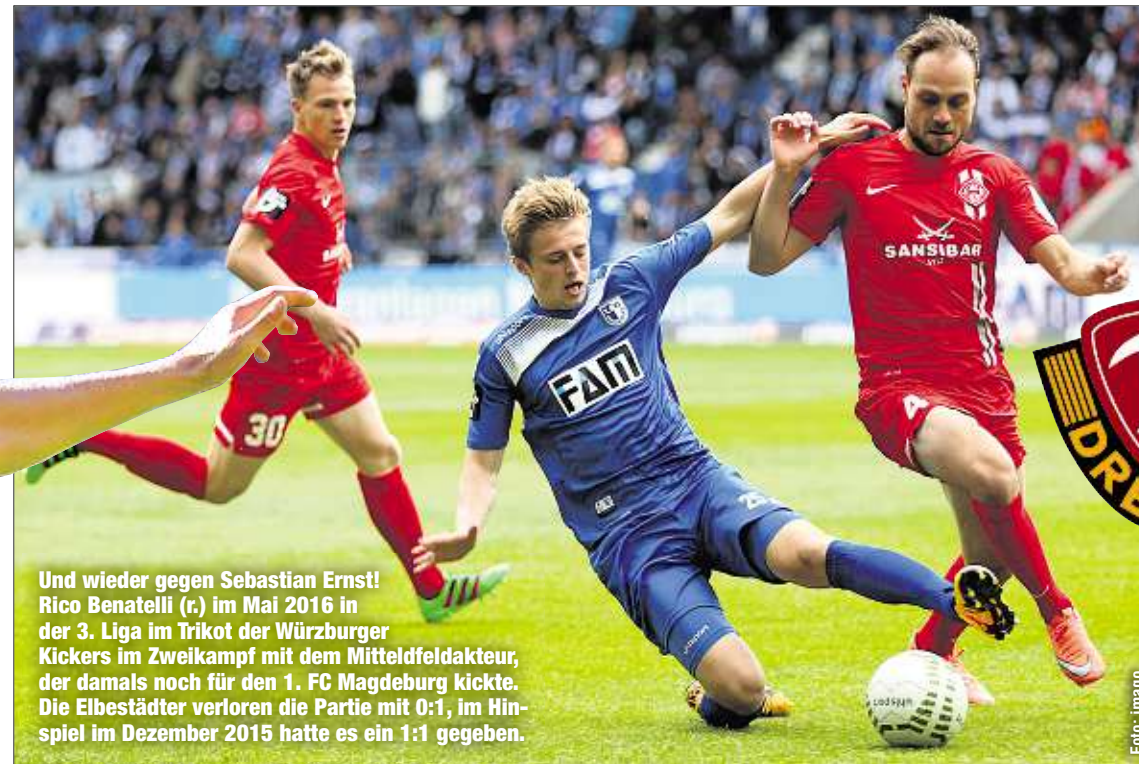 SANSIBAR
30
FAM
25
4
uhlsport
DRE
Und wieder gegen Sebastian Ernst!
Rico Benatelli (r.) im Mai 2016 in
der 3. Liga im Trikot der Würzburger
Kickers im Zweikampf mit dem Mitteldfeldakteur,
der damals noch für den 1. FC Magdeburg kickte.
Die Elbestädter verloren die Partie mit 0:1, im Hin-
spiel im Dezember 2015 hatte es ein 1:1 gegeben.
Foto: imago